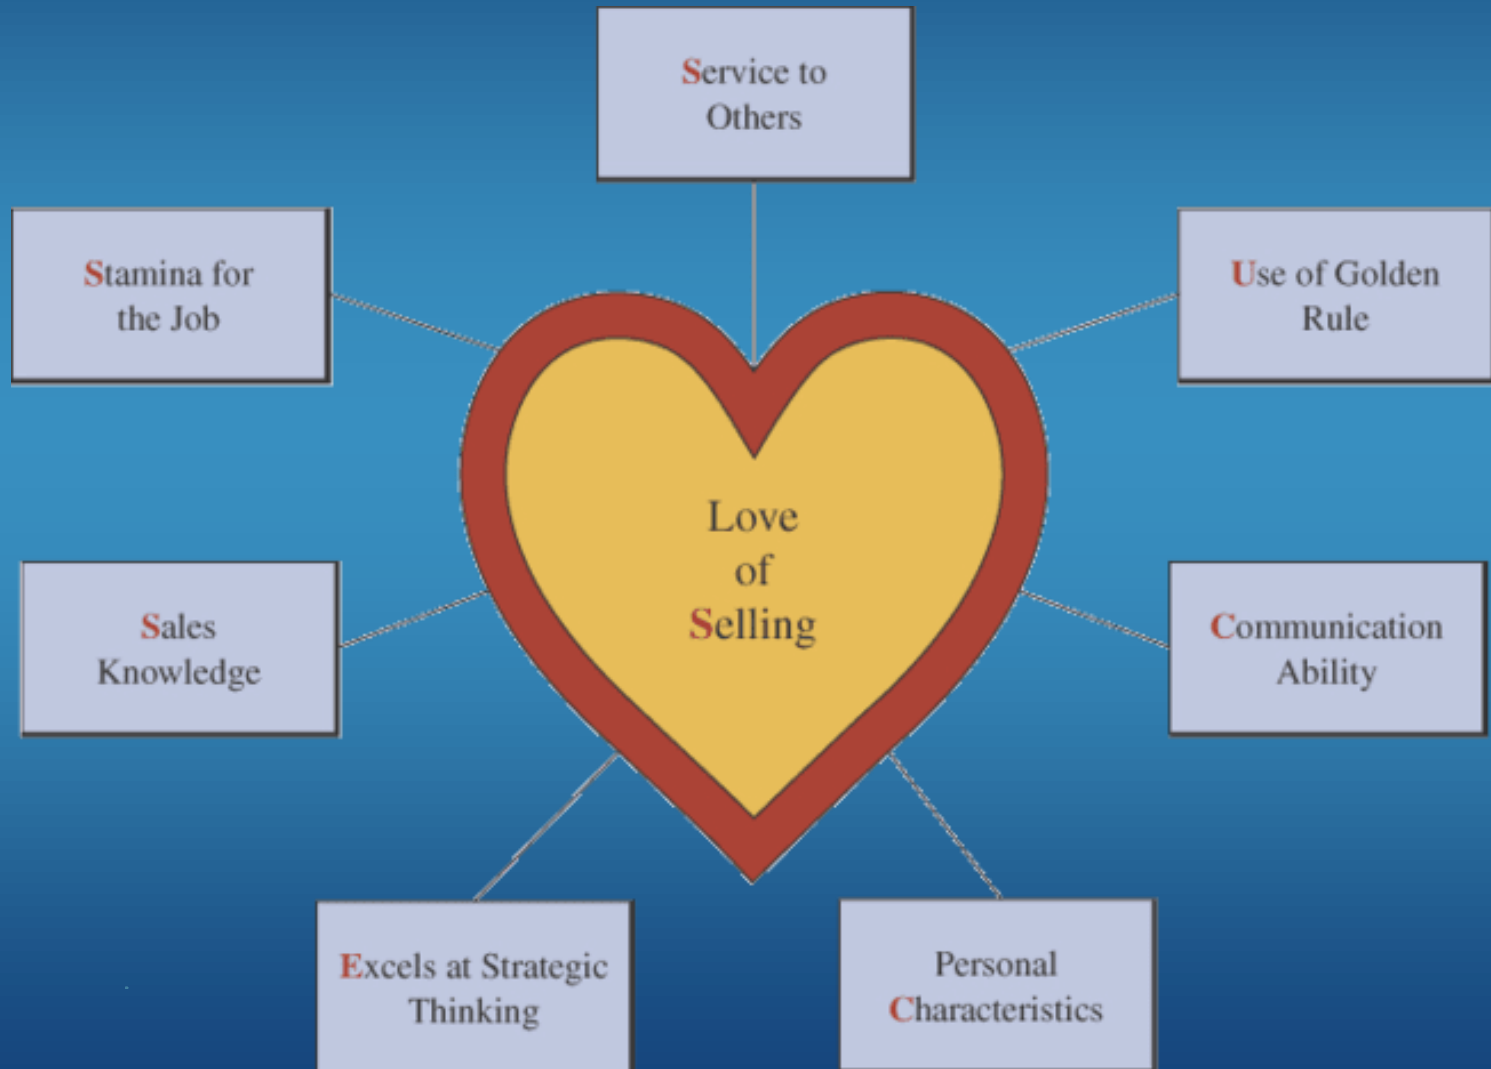 Service to
Others
Stamina for
the Job
Use of Golden
Rule
Love
of
Selling
Sales
Knowledge
Communication
Ability
Excels at Strategic
Thinking
Personal
Characteristics